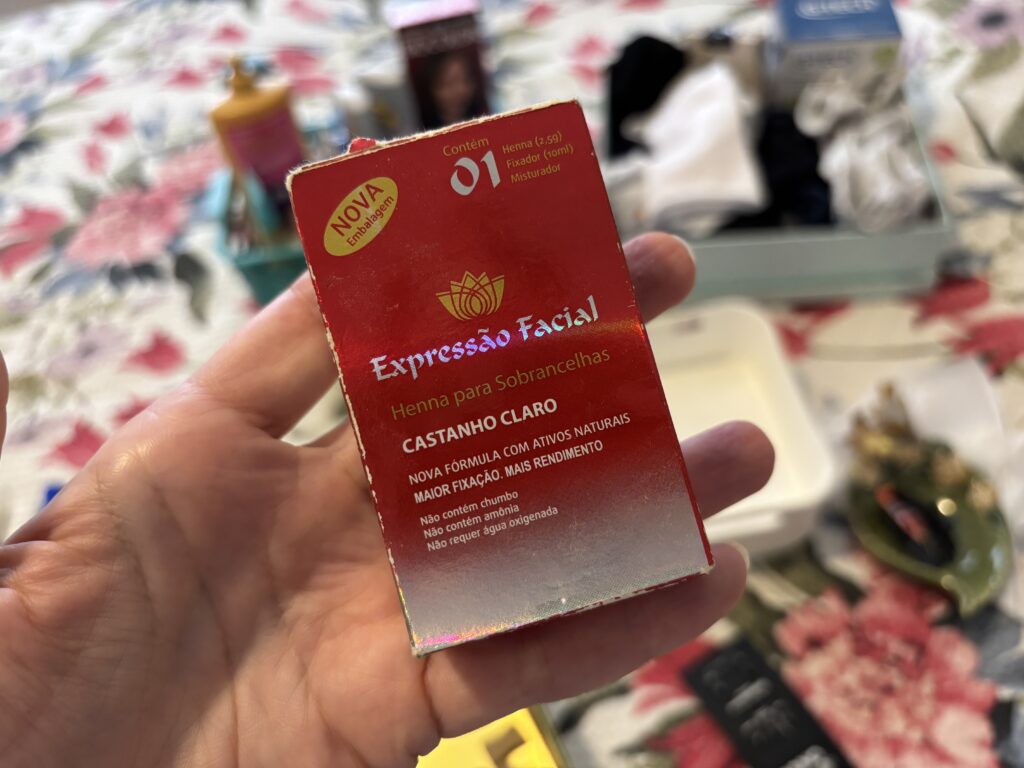 Contém
01
Henna (2,5g)
Fixador (10ml)
Misturador
NOVA
Embalagem
Expressão Facial
Henna para Sobrancelhas
CASTANHO CLARO
NOVA FÓRMULA COM ATIVOS NATURAIS
MAIOR FIXAÇÃO. MAIS RENDIMENTO
Não contém chumbo
Não contém amônia
Não requer água oxigenada